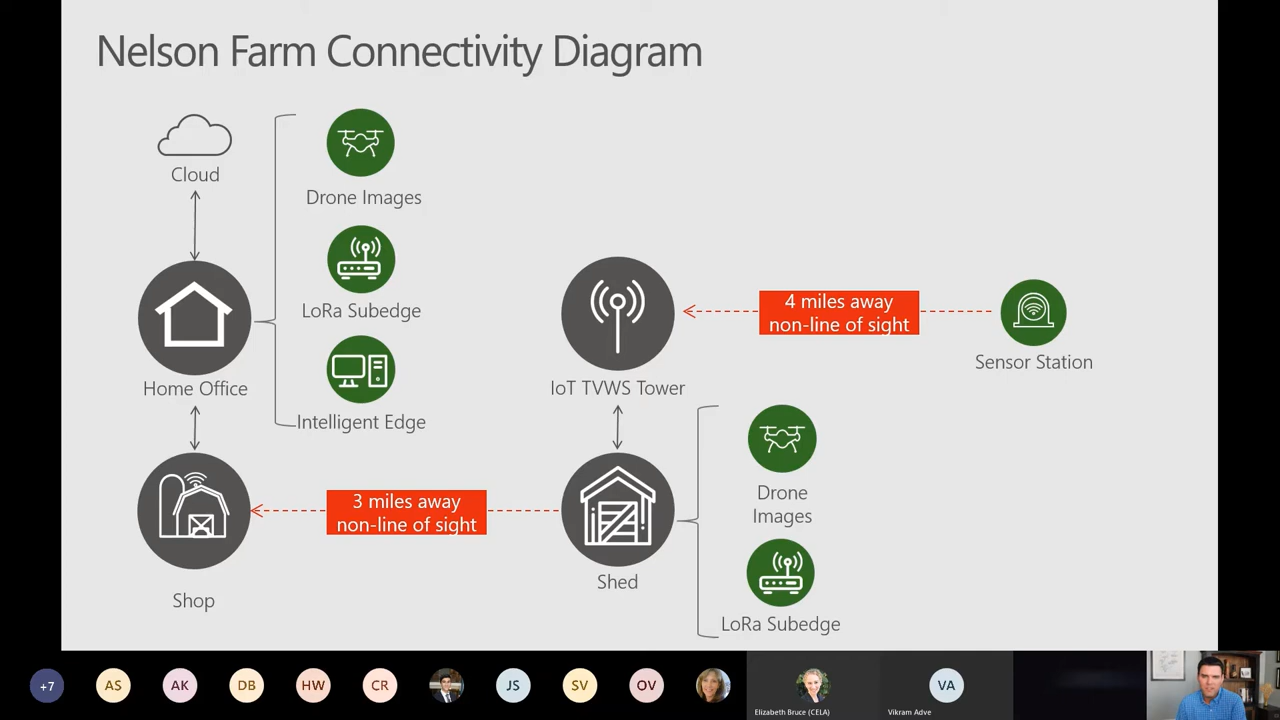 Nelson Farm Connectivity Diagram
Cloud
Drone Images
LoRa Subedge
Home Office
Intelligent Edge
IoT TVWS Tower
4 miles away
non-line of sight
Sensor Station
3 miles away
non-line of sight
Shop
Shed
Drone
Images
LoRa Subedge
+7
AS
AK
DB
HW
CR
JS
SV
OV
VA
Elizabeth Bruce (CELA)
Vikram Adve